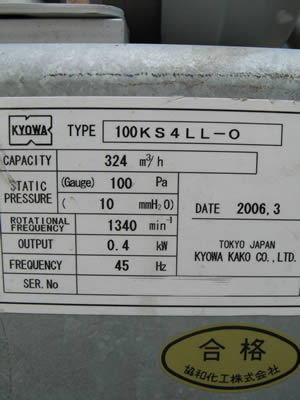 KYOWA TYPE 100KS4LL-O
CAPACITY 324 m³/h
STATIC PRESSURE (Gauge) 100 Pa
( 10 mmH₂O)
DATE 2006.3
ROTATIONAL FREQUENCY 1340 min⁻¹
OUTPUT 0.4 kW
TOKYO JAPAN
KYOWA KAKO CO., LTD.
FREQUENCY 45 Hz
SER.No
合格
協和化工株式会社